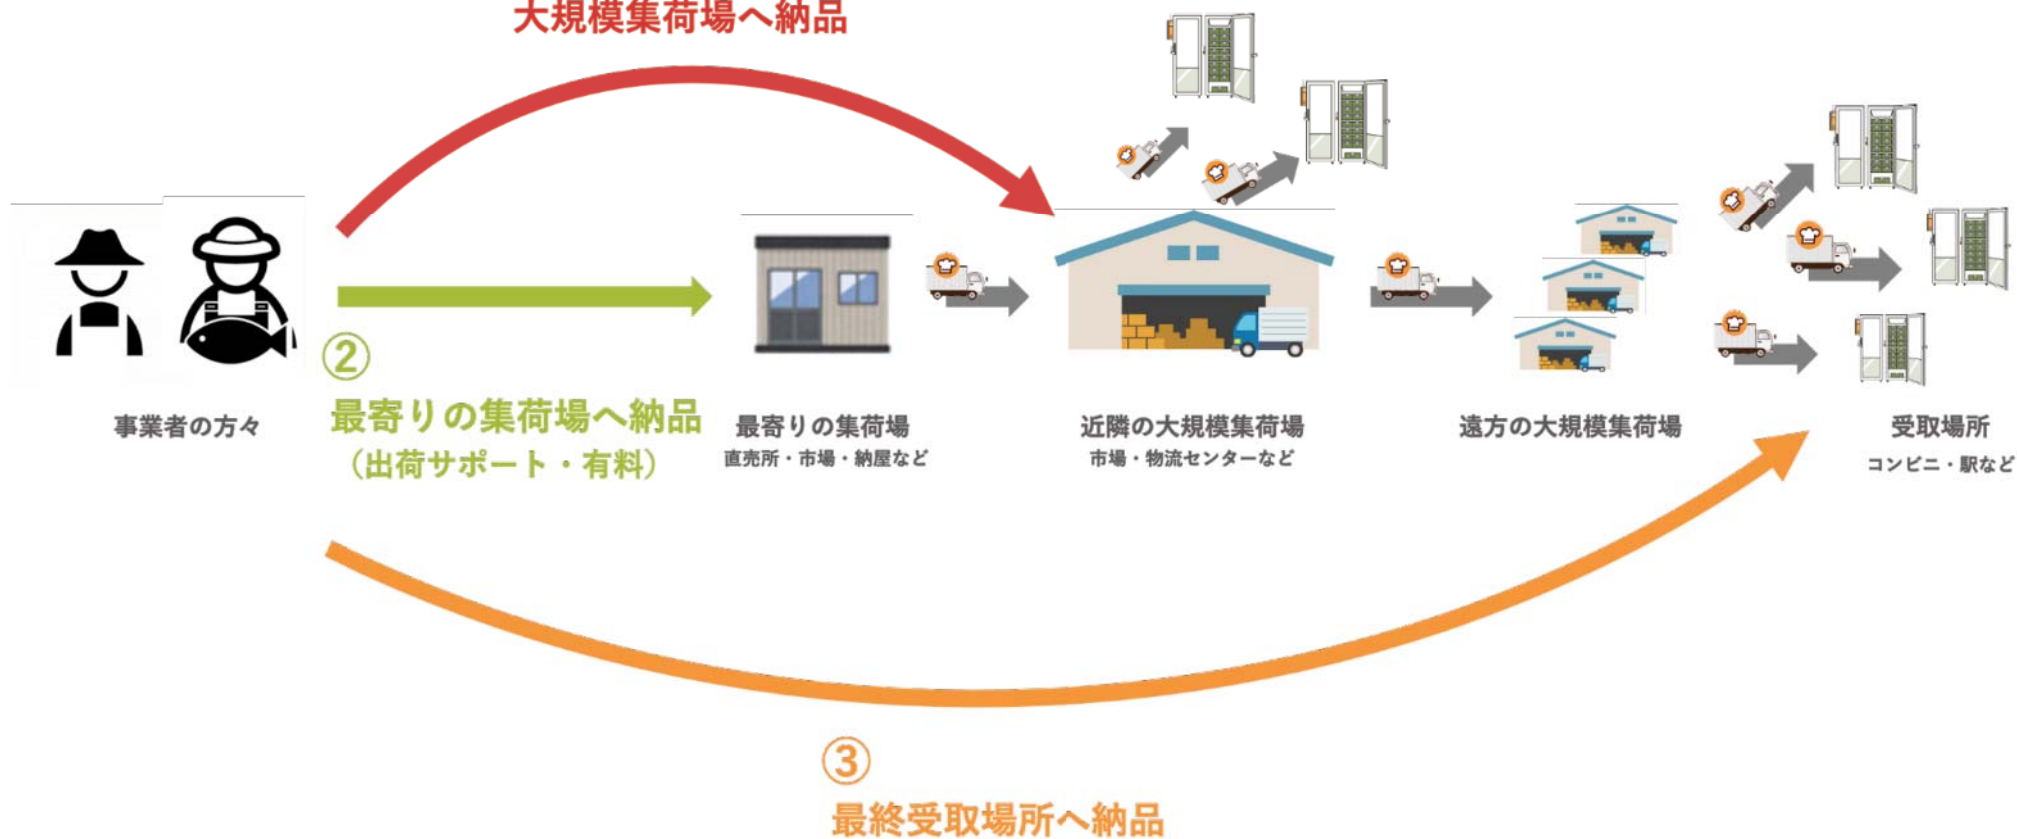 大規模集荷場へ納品
②
最寄りの集荷場へ納品
（出荷サポート・有料）
事業者の方々
最寄りの集荷場
直売所・市場・納屋など
近隣の大規模集荷場
市場・物流センターなど
遠方の大規模集荷場
受取場所
コンビニ・駅など
③
最終受取場所へ納品